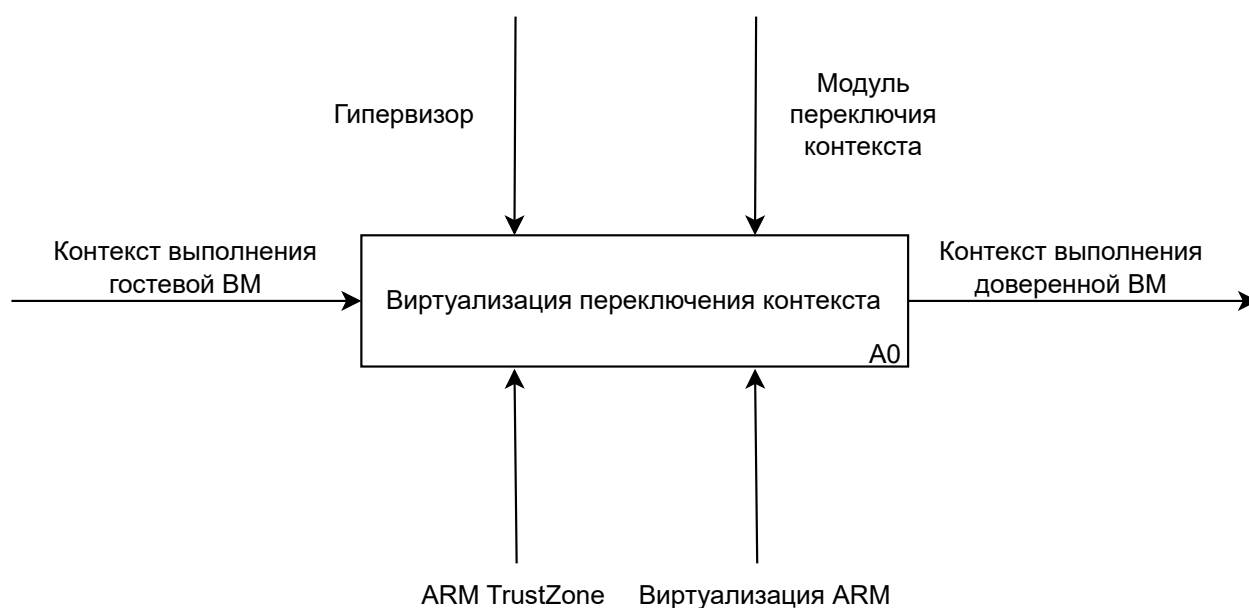 Гипервизор
Модуль
переключия
контекста
Контекст выполнения
гостевой ВМ
Виртуализация переключения контекста
A0
Контекст выполнения
доверенной ВМ
ARM TrustZone
Виртуализация ARM